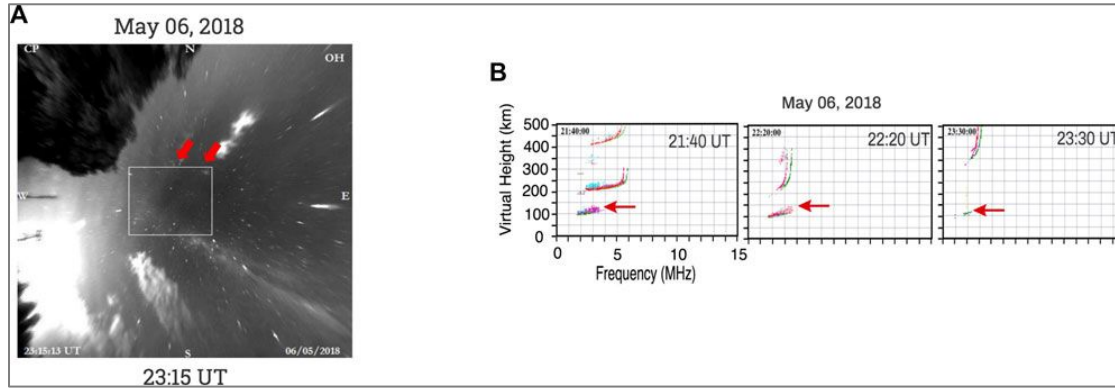 A
May 06, 2018
CP
N
OH
W
E
23:15:13 UT
S
06/05/2018
23:15 UT
B
May 06, 2018
Virtual Height (km)
500
400
300
200
100
0
21:40:00
21:40 UT
22:20:00
22:20 UT
23:30:00
23:30 UT
0
5
10
15
Frequency (MHz)